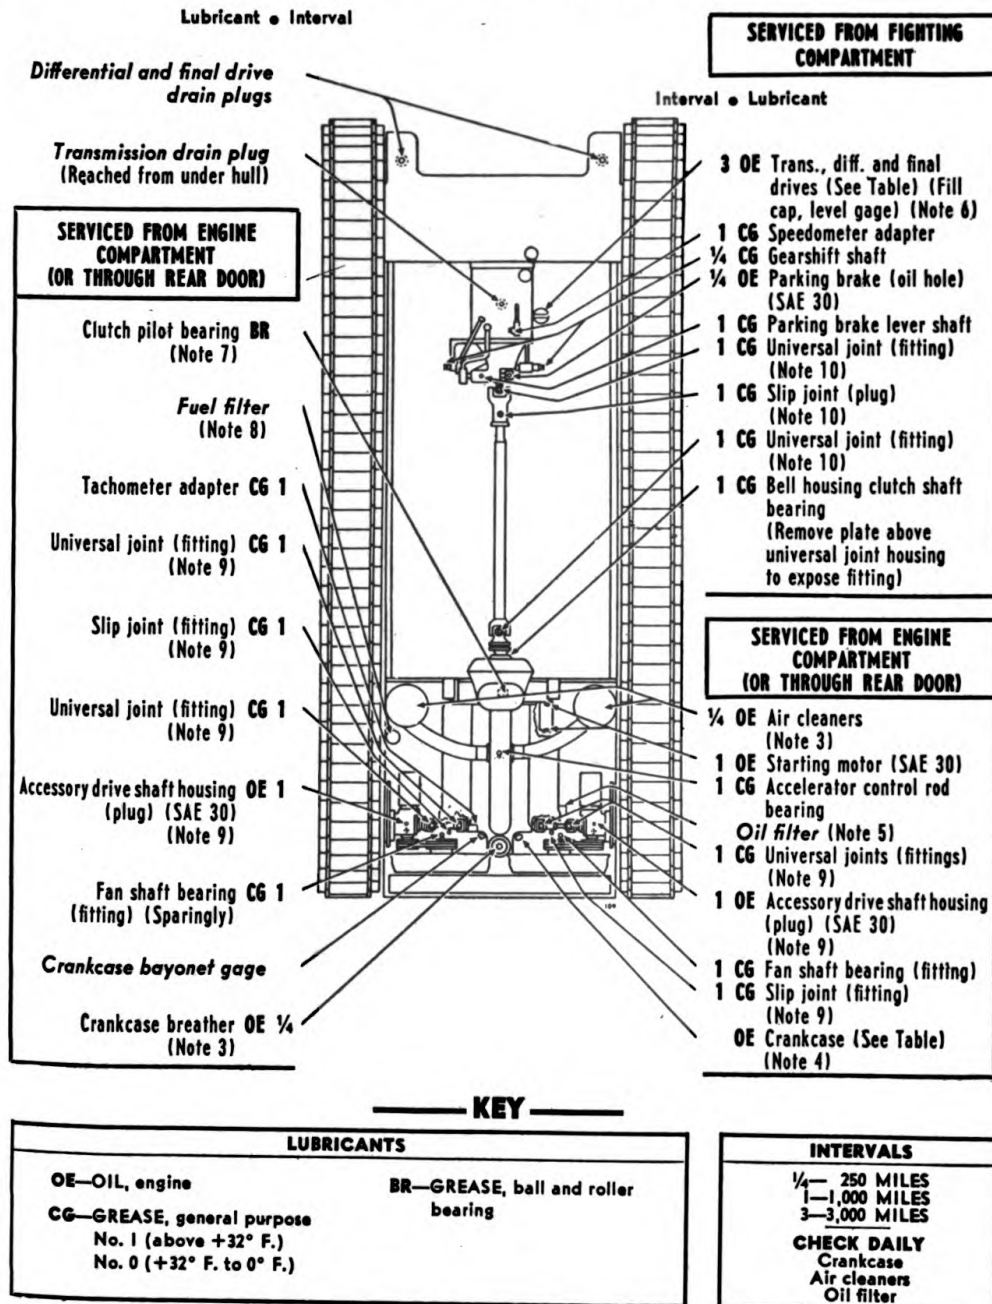 Lubricant • Interval
Differential and final drive
drain plugs
Transmission drain plug
(Reached from under hull)
SERVICED FROM ENGINE
COMPARTMENT
(OR THROUGH REAR DOOR)
Clutch pilot bearing BR
(Note 7)
Fuel filter
(Note 8)
Tachometer adapter CG 1
Universal joint (fitting) CG 1
(Note 9)
Slip joint (fitting) CG 1
(Note 9)
Universal joint (fitting) CG 1
(Note 9)
Accessory drive shaft housing OE 1
(plug) (SAE 30)
(Note 9)
Fan shaft bearing CG 1
(fitting) (Sparingly)
Crankcase bayonet gage
Crankcase breather OE ¼
(Note 3)
SERVICED FROM FIGHTING
COMPARTMENT
Interval • Lubricant
3 OE Trans., diff. and final
drives (See Table) (Fill
cap, level gage) (Note 6)
1 CG Speedometer adapter
¼ CG Gearshift shaft
¼ OE Parking brake (oil hole)
(SAE 30)
1 CG Parking brake lever shaft
1 CG Universal joint (fitting)
(Note 10)
1 CG Slip joint (plug)
(Note 10)
1 CG Universal joint (fitting)
(Note 10)
1 CG Bell housing clutch shaft
bearing
(Remove plate above
universal joint housing
to expose fitting)
SERVICED FROM ENGINE
COMPARTMENT
(OR THROUGH REAR DOOR)
¼ OE Air cleaners
(Note 3)
1 OE Starting motor (SAE 30)
1 CG Accelerator control rod
bearing
Oil filter (Note 5)
1 CG Universal joints (fittings)
(Note 9)
1 OE Accessory drive shaft housing
(plug) (SAE 30)
(Note 9)
1 CG Fan shaft bearing (fitting)
1 CG Slip joint (fitting)
(Note 9)
OE Crankcase (See Table)
(Note 4)
KEY
LUBRICANTS
OE—OIL, engine
CG—GREASE, general purpose
No. 1 (above +32° F.)
No. 0 (+32° F. to 0° F.)
BR—GREASE, ball and roller
bearing
INTERVALS
¼— 250 MILES
1—1,000 MILES
3—3,000 MILES
CHECK DAILY
Crankcase
Air cleaners
Oil filter